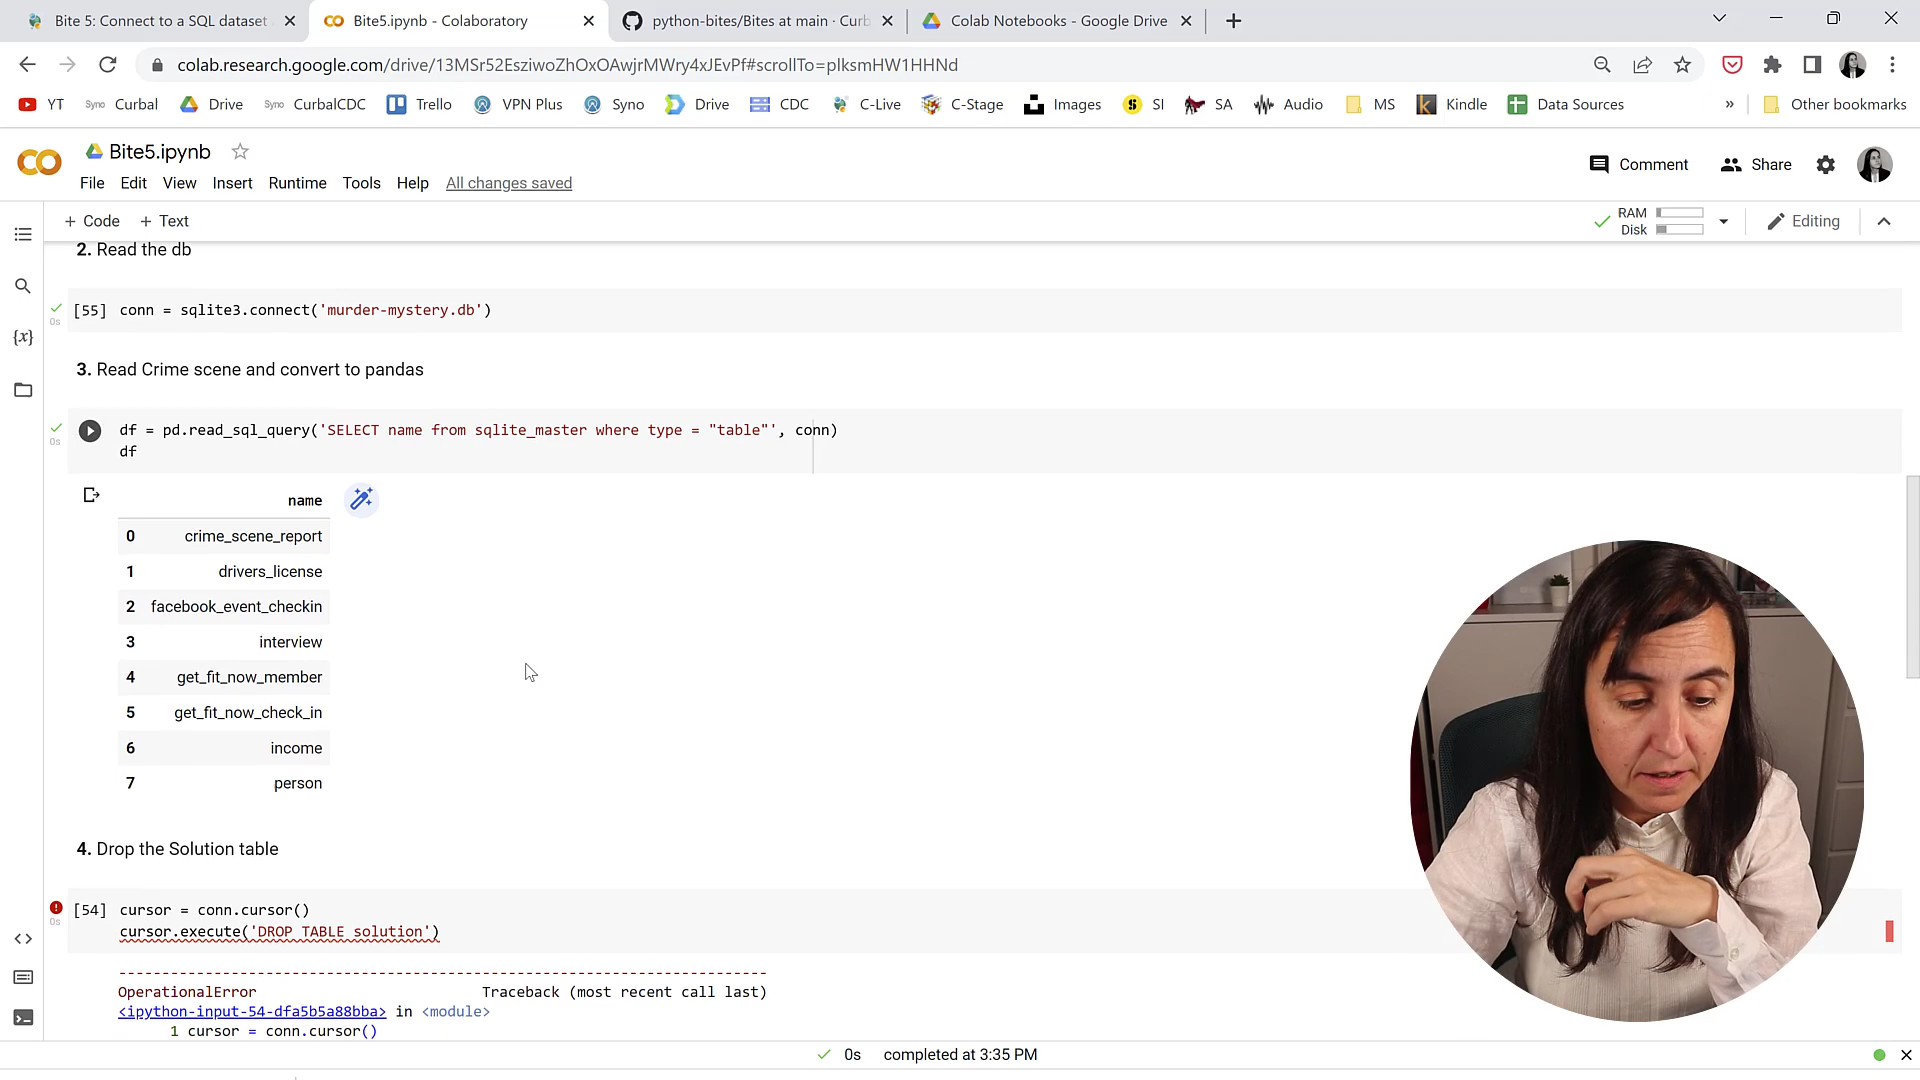 Bite 5: Connect to a SQL dataset
Bite5.ipynb - Colaboratory
python-bites/Bites at main · Curb
Colab Notebooks - Google Drive
colab.research.google.com/drive/13MSr52EsziwoZhOxOAwjrMWry4xJEvPf#scrollTo=plksmHW1HHNd
YT
Syno Curbal
Drive
Syno CurbalCDC
Trello
VPN Plus
Syno
Drive
CDC
C-Live
C-Stage
Images
SI
SA
Audio
MS
Kindle
Data Sources
»
Other bookmarks
Bite5.ipynb
Comment
Share
File Edit View Insert Runtime Tools Help All changes saved
+ Code + Text
RAM
Disk
Editing
2. Read the db
[55] conn = sqlite3.connect('murder-mystery.db')
0s
3. Read Crime scene and convert to pandas
df = pd.read_sql_query('SELECT name from sqlite_master where type = "table"', conn)
0s
df
name
0 crime_scene_report
1 drivers_license
2 facebook_event_checkin
3 interview
4 get_fit_now_member
5 get_fit_now_check_in
6 income
7 person
4. Drop the Solution table
[54] cursor = conn.cursor()
0s
cursor.execute('DROP TABLE solution')
---------------------------------------------------------------------------
OperationalError Traceback (most recent call last)
<ipython-input-54-dfa5b5a88bba> in <module>
1 cursor = conn.cursor()
0s completed at 3:35 PM